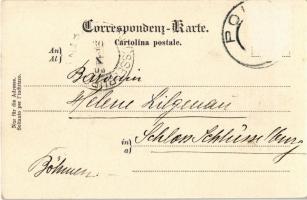 Correspondenz-Karte.
Cartolina postale.
An)
A)
Baronin
Helene Lilgenau
in)
a)
Schloss Schlüsselburg
Böhmen
Nur für die Adresse.
Soltanto per l'indirizzo.
PO